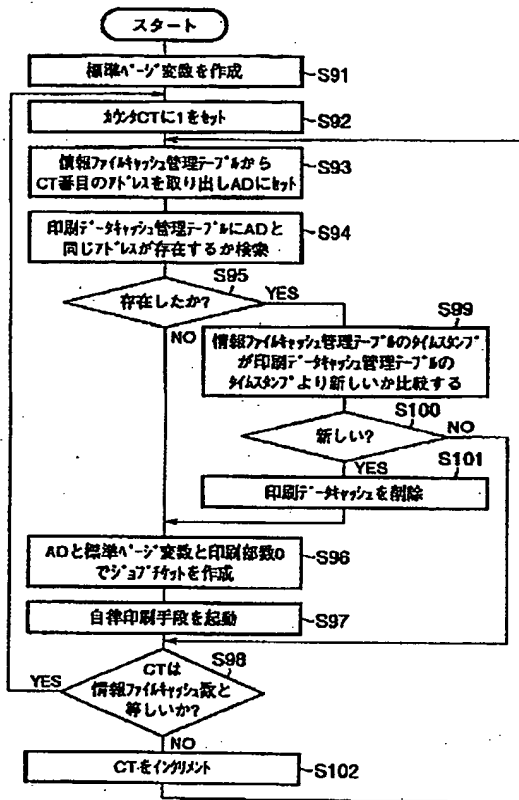 スタート
標準ページ変数を作成
S91
カウンタCTに1をセット
S92
情報ファイルキャッシュ管理テーブルから
CT番目のアドレスを取り出しADにセット
S93
印刷データキャッシュ管理テーブルにADと
同じアドレスが存在するか検索
S94
S95
存在したか?
YES
NO
S99
情報ファイルキャッシュ管理テーブルのタイムスタンプ
が印刷データキャッシュ管理テーブルの
タイムスタンプより新しいか比較する
S100
新しい?
NO
YES
S101
印刷データキャッシュを削除
ADと標準ページ変数と印刷部数0
でジョブチケットを作成
S96
自律印刷手段を起動
S97
S98
CTは
情報ファイルキャッシュ数と
等しいか?
YES
NO
CTをインクリメント
S102